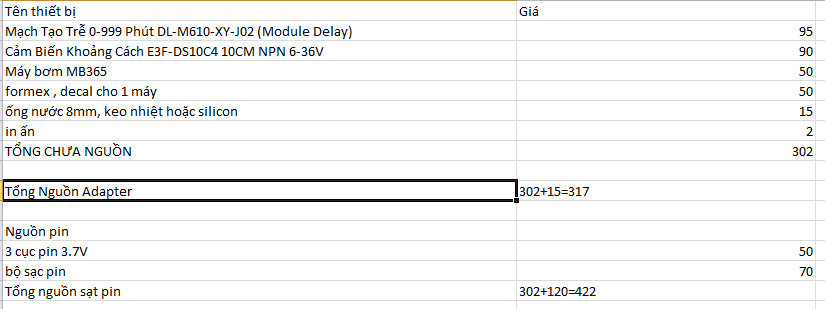 Tên thiết bị Giá
Mạch Tạo Trễ 0-999 Phút DL-M610-XY-J02 (Module Delay) 95
Cảm Biến Khoảng Cách E3F-DS10C4 10CM NPN 6-36V 90
Máy bơm MB365 50
formex , decal cho 1 máy 50
ống nước 8mm, keo nhiệt hoặc silicon 15
in ấn 2
TỔNG CHƯA NGUỒN 302
Tổng Nguồn Adapter 302+15=317
Nguồn pin
3 cục pin 3.7V 50
bộ sạc pin 70
Tổng nguồn sạt pin 302+120=422